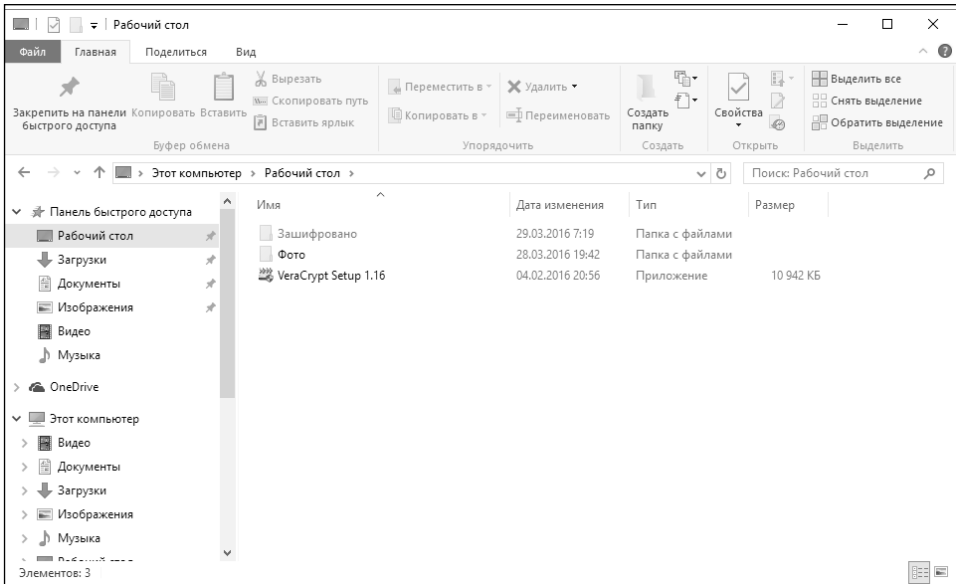 Рабочий стол
Файл Главная Поделиться Вид
Закрепить на панели быстрого доступа
Копировать
Вставить
Вырезать
Скопировать путь
Вставить ярлык
Буфер обмена
Переместить в
Копировать в
Удалить
Переименовать
Упорядочить
Создать папку
Создать
Свойства
Открыть
Выделить все
Снять выделение
Обратить выделение
Выделить
Этот компьютер > Рабочий стол >
Поиск: Рабочий стол
Панель быстрого доступа
Рабочий стол
Загрузки
Документы
Изображения
Видео
Музыка
OneDrive
Этот компьютер
Видео
Документы
Загрузки
Изображения
Музыка
Имя Дата изменения Тип Размер
Зашифровано 29.03.2016 7:19 Папка с файлами
Фото 28.03.2016 19:42 Папка с файлами
VeraCrypt Setup 1.16 04.02.2016 20:56 Приложение 10 942 КБ
Элементов: 3